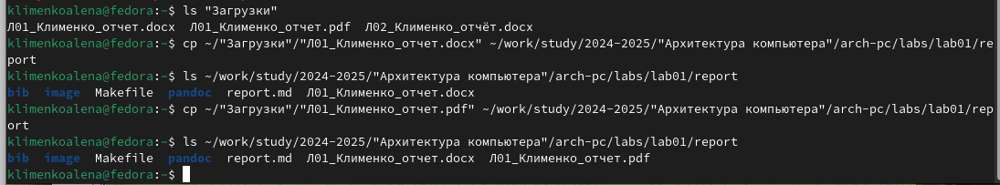 klimenkoalena@fedora:~$ ls "Загрузки"
Л01_Клименко_отчет.docx  Л01_Клименко_отчет.pdf  Л02_Клименко_отчёт.docx
klimenkoalena@fedora:~$ cp ~/"Загрузки"/"Л01_Клименко_отчет.docx" ~/work/study/2024-2025/"Архитектура компьютера"/arch-pc/labs/lab01/re
port
klimenkoalena@fedora:~$ ls ~/work/study/2024-2025/"Архитектура компьютера"/arch-pc/labs/lab01/report
bib  image  Makefile  pandoc  report.md  Л01_Клименко_отчет.docx
klimenkoalena@fedora:~$ cp ~/"Загрузки"/"Л01_Клименко_отчет.pdf" ~/work/study/2024-2025/"Архитектура компьютера"/arch-pc/labs/lab01/rep
ort
klimenkoalena@fedora:~$ ls ~/work/study/2024-2025/"Архитектура компьютера"/arch-pc/labs/lab01/report
bib  image  Makefile  pandoc  report.md  Л01_Клименко_отчет.docx  Л01_Клименко_отчет.pdf
klimenkoalena@fedora:~$